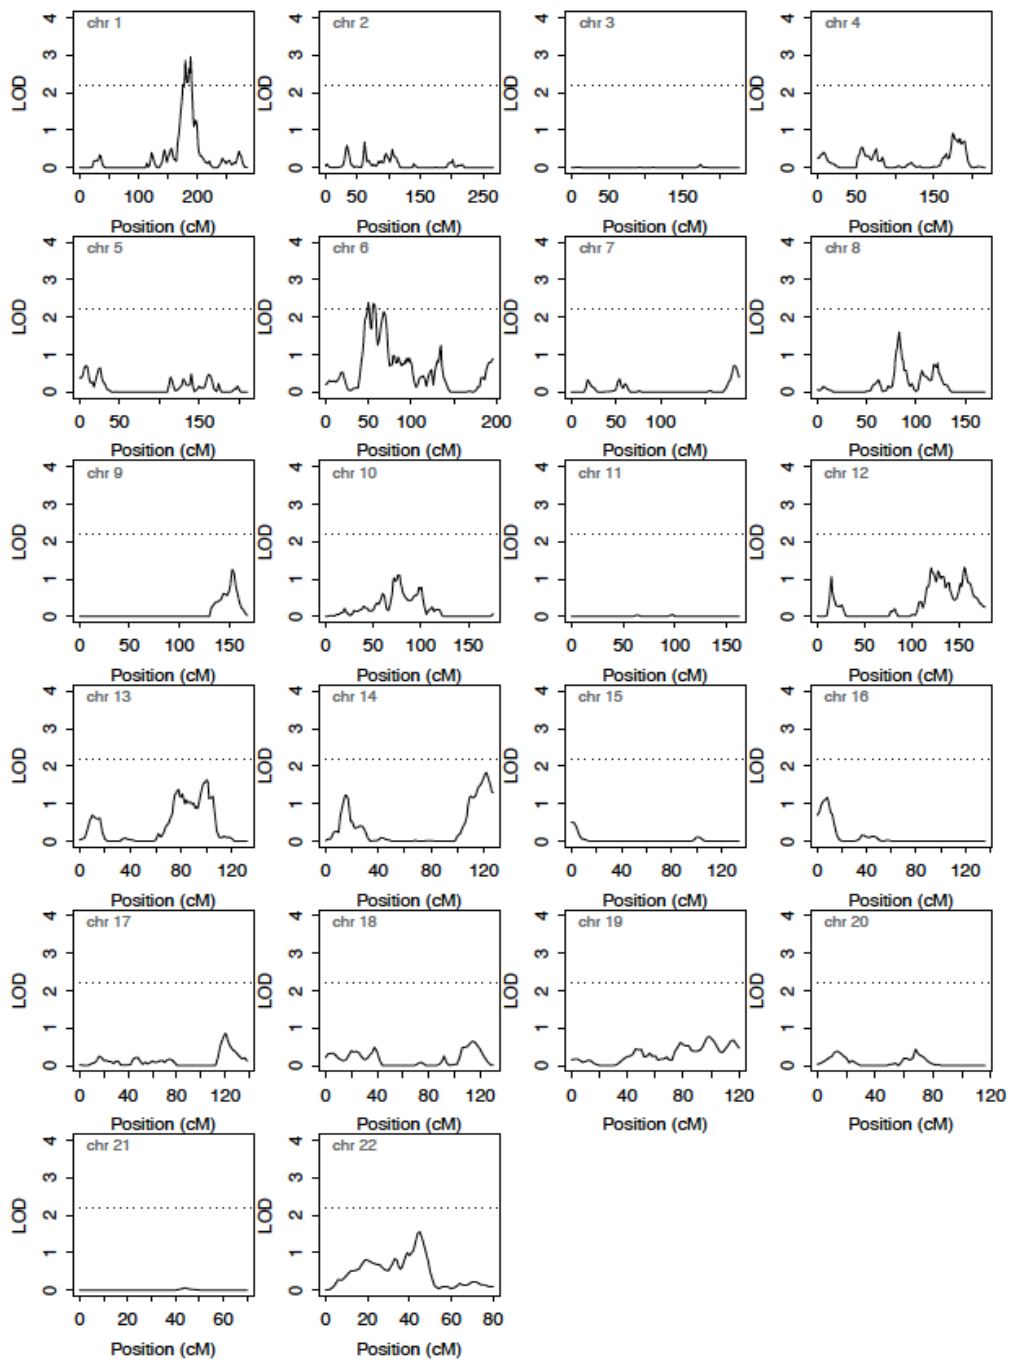 chr 1
LOD
4
3
2
1
0
0 100 200
Position (cM)
chr 2
LOD
4
3
2
1
0
0 50 150 250
Position (cM)
chr 3
LOD
4
3
2
1
0
0 50 150
Position (cM)
chr 4
LOD
4
3
2
1
0
0 50 150
Position (cM)
chr 5
LOD
4
3
2
1
0
0 50 150
Position (cM)
chr 6
LOD
4
3
2
1
0
0 50 100 200
Position (cM)
chr 7
LOD
4
3
2
1
0
0 50 100
Position (cM)
chr 8
LOD
4
3
2
1
0
0 50 100 150
Position (cM)
chr 9
LOD
4
3
2
1
0
0 50 100 150
Position (cM)
chr 10
LOD
4
3
2
1
0
0 50 100 150
Position (cM)
chr 11
LOD
4
3
2
1
0
0 50 100 150
Position (cM)
chr 12
LOD
4
3
2
1
0
0 50 100 150
Position (cM)
chr 13
LOD
4
3
2
1
0
0 40 80 120
Position (cM)
chr 14
LOD
4
3
2
1
0
0 40 80 120
Position (cM)
chr 15
LOD
4
3
2
1
0
0 40 80 120
Position (cM)
chr 16
LOD
4
3
2
1
0
0 40 80 120
Position (cM)
chr 17
LOD
4
3
2
1
0
0 40 80 120
Position (cM)
chr 18
LOD
4
3
2
1
0
0 40 80 120
Position (cM)
chr 19
LOD
4
3
2
1
0
0 40 80 120
Position (cM)
chr 20
LOD
4
3
2
1
0
0 40 80 120
Position (cM)
chr 21
LOD
4
3
2
1
0
0 20 40 60
Position (cM)
chr 22
LOD
4
3
2
1
0
0 20 40 60 80
Position (cM)